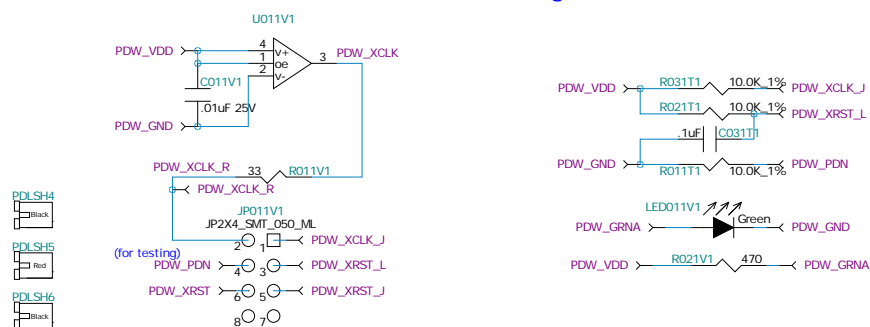 U011V1
PDW_VDD
4
v+
1
oe
2
v-
3
PDW_XCLK
C011V1
.01uF 25V
PDW_GND
PDW_XCLK_R
33
R011V1
PDW_XCLK_R
JP011V1
JP2X4_SMT_050_ML
2
1
PDW_XCLK_J
(for testing)
PDW_PDN
4
3
PDW_XRST_L
PDW_XRST
6
5
PDW_XRST_J
8
7
PDLSH4
Black
PDLSH5
Red
PDLSH6
Black
PDW_VDD
R031T1
10.0K_1%
PDW_XCLK_J
R021T1
10.0K_1%
PDW_XRST_L
.1uF
C031T1
PDW_GND
R011T1
10.0K_1%
PDW_PDN
LED011V1
Green
PDW_GRNA
PDW_GND
PDW_VDD
R021V1
470
PDW_GRNA